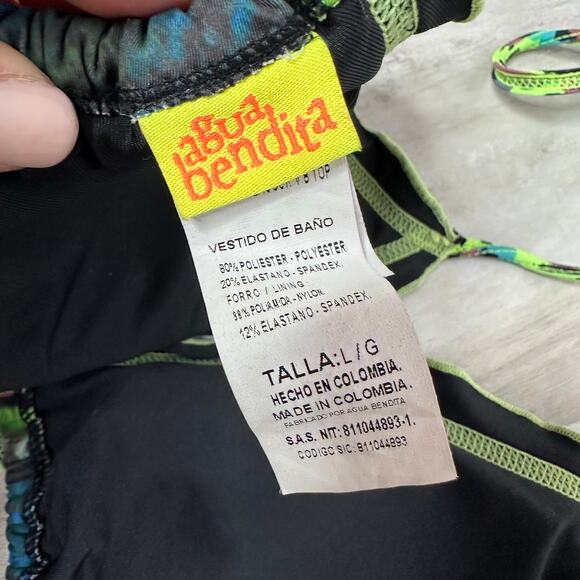 agua
bendita
TOP
VESTIDO DE BAÑO
80% POLIESTER - POLYESTER
20% ELASTANO - SPANDEX.
FORRO / LINING
88% POLIAMIDA - NYLON
12% ELASTANO - SPANDEX.
TALLA: L / G
HECHO EN COLOMBIA.
MADE IN COLOMBIA.
FABRICADO POR AGUA BENDITA
S.A.S. NIT: 811044893-1.
CODIGO SIC: 811044893